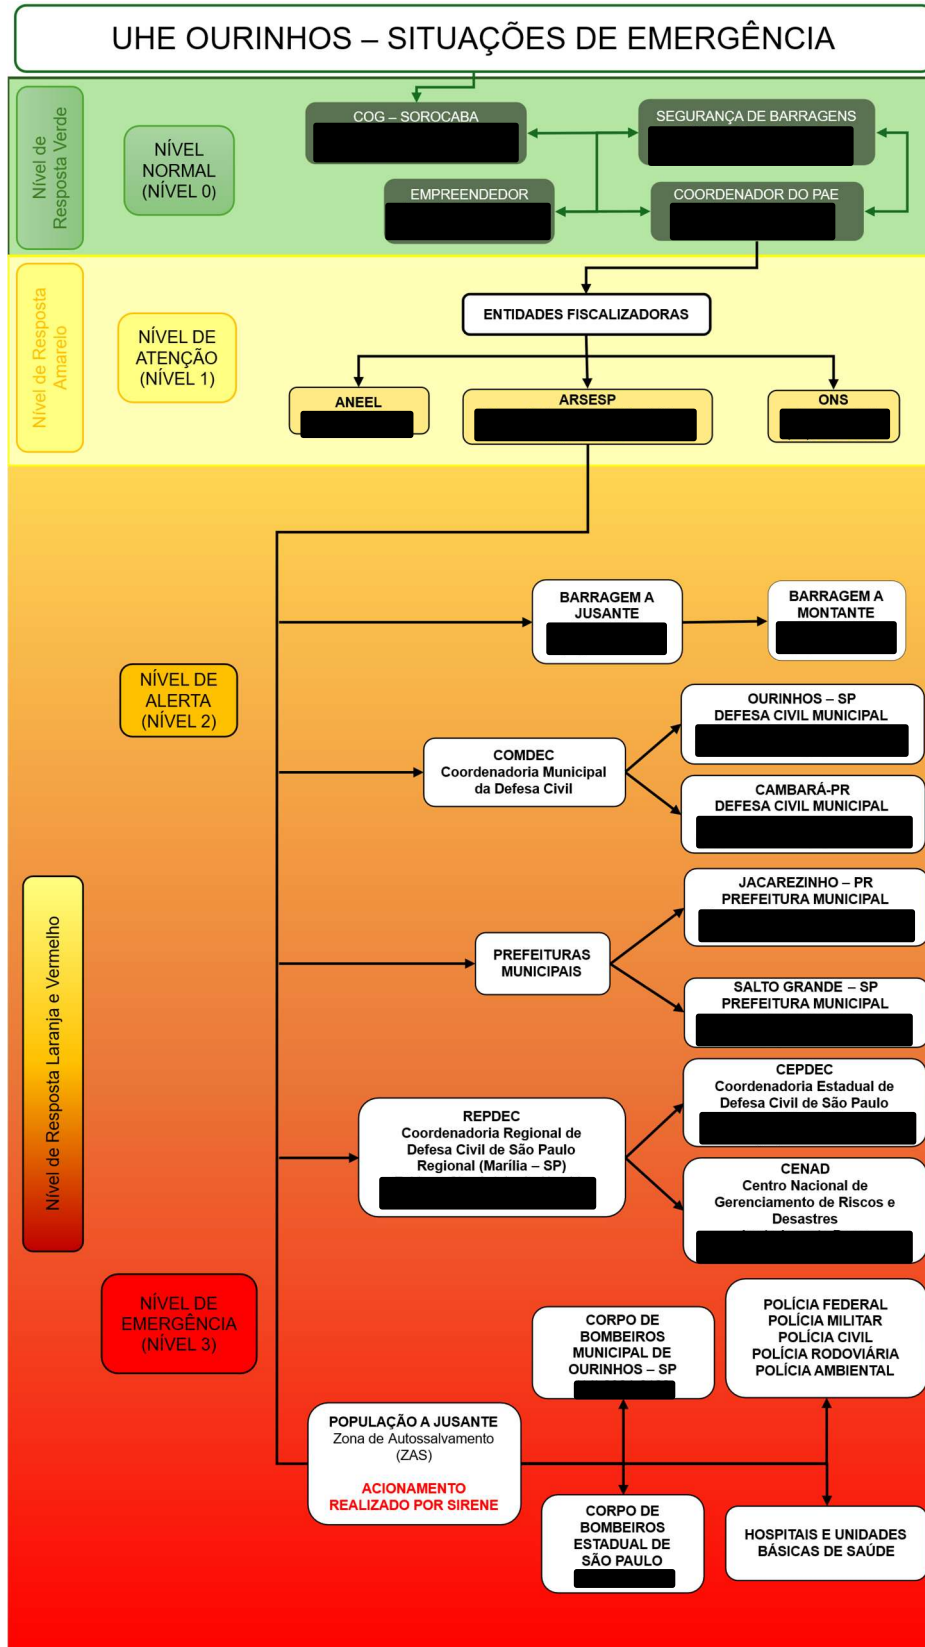 UHE OURINHOS – SITUAÇÕES DE EMERGÊNCIA
Nível de
Resposta Verde
NÍVEL
NORMAL
(NÍVEL 0)
COG – SOROCABA
SEGURANÇA DE BARRAGENS
EMPREENDEDOR
COORDENADOR DO PAE
Nível de Resposta
Amarelo
NÍVEL DE
ATENÇÃO
(NÍVEL 1)
ENTIDADES FISCALIZADORAS
ANEEL
ARSESP
ONS
BARRAGEM A
JUSANTE
BARRAGEM A
MONTANTE
NÍVEL DE
ALERTA
(NÍVEL 2)
COMDEC
Coordenadoria Municipal
da Defesa Civil
OURINHOS – SP
DEFESA CIVIL MUNICIPAL
CAMBARÁ-PR
DEFESA CIVIL MUNICIPAL
Nível de Resposta Laranja e Vermelho
PREFEITURAS
MUNICIPAIS
JACAREZINHO – PR
PREFEITURA MUNICIPAL
SALTO GRANDE – SP
PREFEITURA MUNICIPAL
REPDEC
Coordenadoria Regional de
Defesa Civil de São Paulo
Regional (Marília – SP)
CEPDEC
Coordenadoria Estadual de
Defesa Civil de São Paulo
CENAD
Centro Nacional de
Gerenciamento de Riscos e
Desastres
NÍVEL DE
EMERGÊNCIA
(NÍVEL 3)
CORPO DE
BOMBEIROS
MUNICIPAL DE
OURINHOS – SP
POLÍCIA FEDERAL
POLÍCIA MILITAR
POLÍCIA CIVIL
POLÍCIA RODOVIÁRIA
POLÍCIA AMBIENTAL
POPULAÇÃO A JUSANTE
Zona de Autossalvamento
(ZAS)
ACIONAMENTO
REALIZADO POR SIRENE
CORPO DE
BOMBEIROS
ESTADUAL DE
SÃO PAULO
HOSPITAIS E UNIDADES
BÁSICAS DE SAÚDE